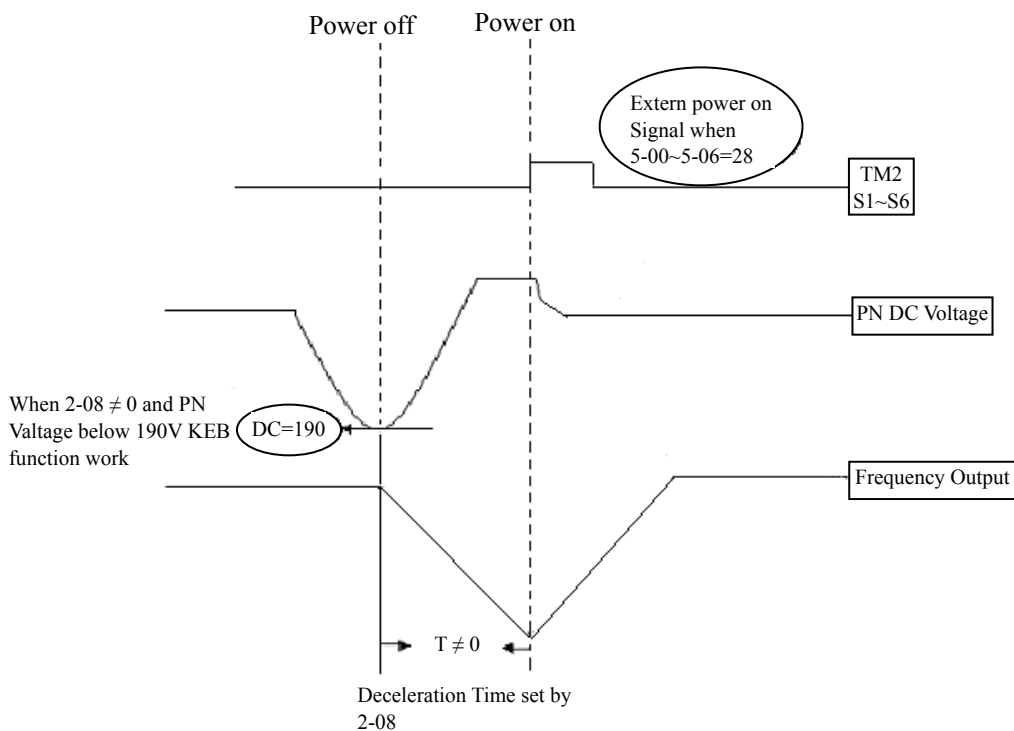 Power off
Power on
Extern power on
Signal when
5-00~5-06=28
TM2
S1~S6
PN DC Voltage
When 2-08 ≠ 0 and PN
Valtage below 190V KEB
function work
DC=190
Frequency Output
T ≠ 0
Deceleration Time set by
2-08